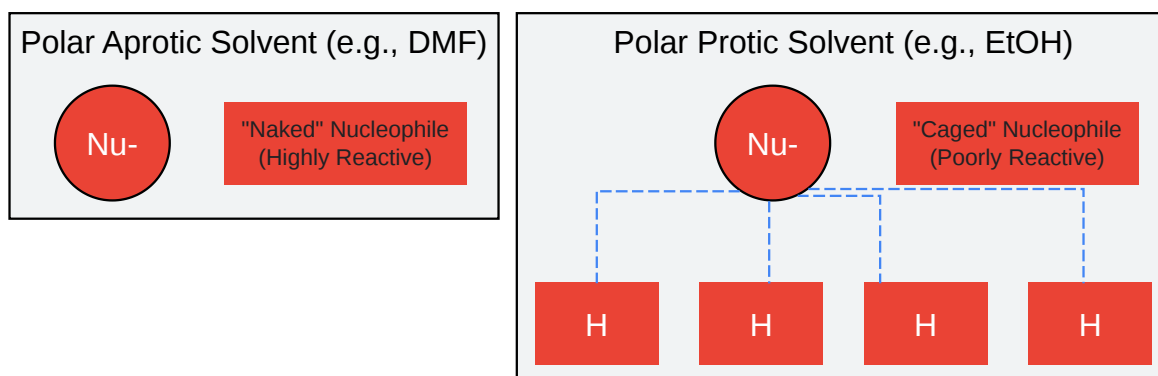 Polar Aprotic Solvent (e.g., DMF)
Nu-
"Naked" Nucleophile
(Highly Reactive)
Polar Protic Solvent (e.g., EtOH)
Nu-
"Caged" Nucleophile
(Poorly Reactive)
H
H
H
H